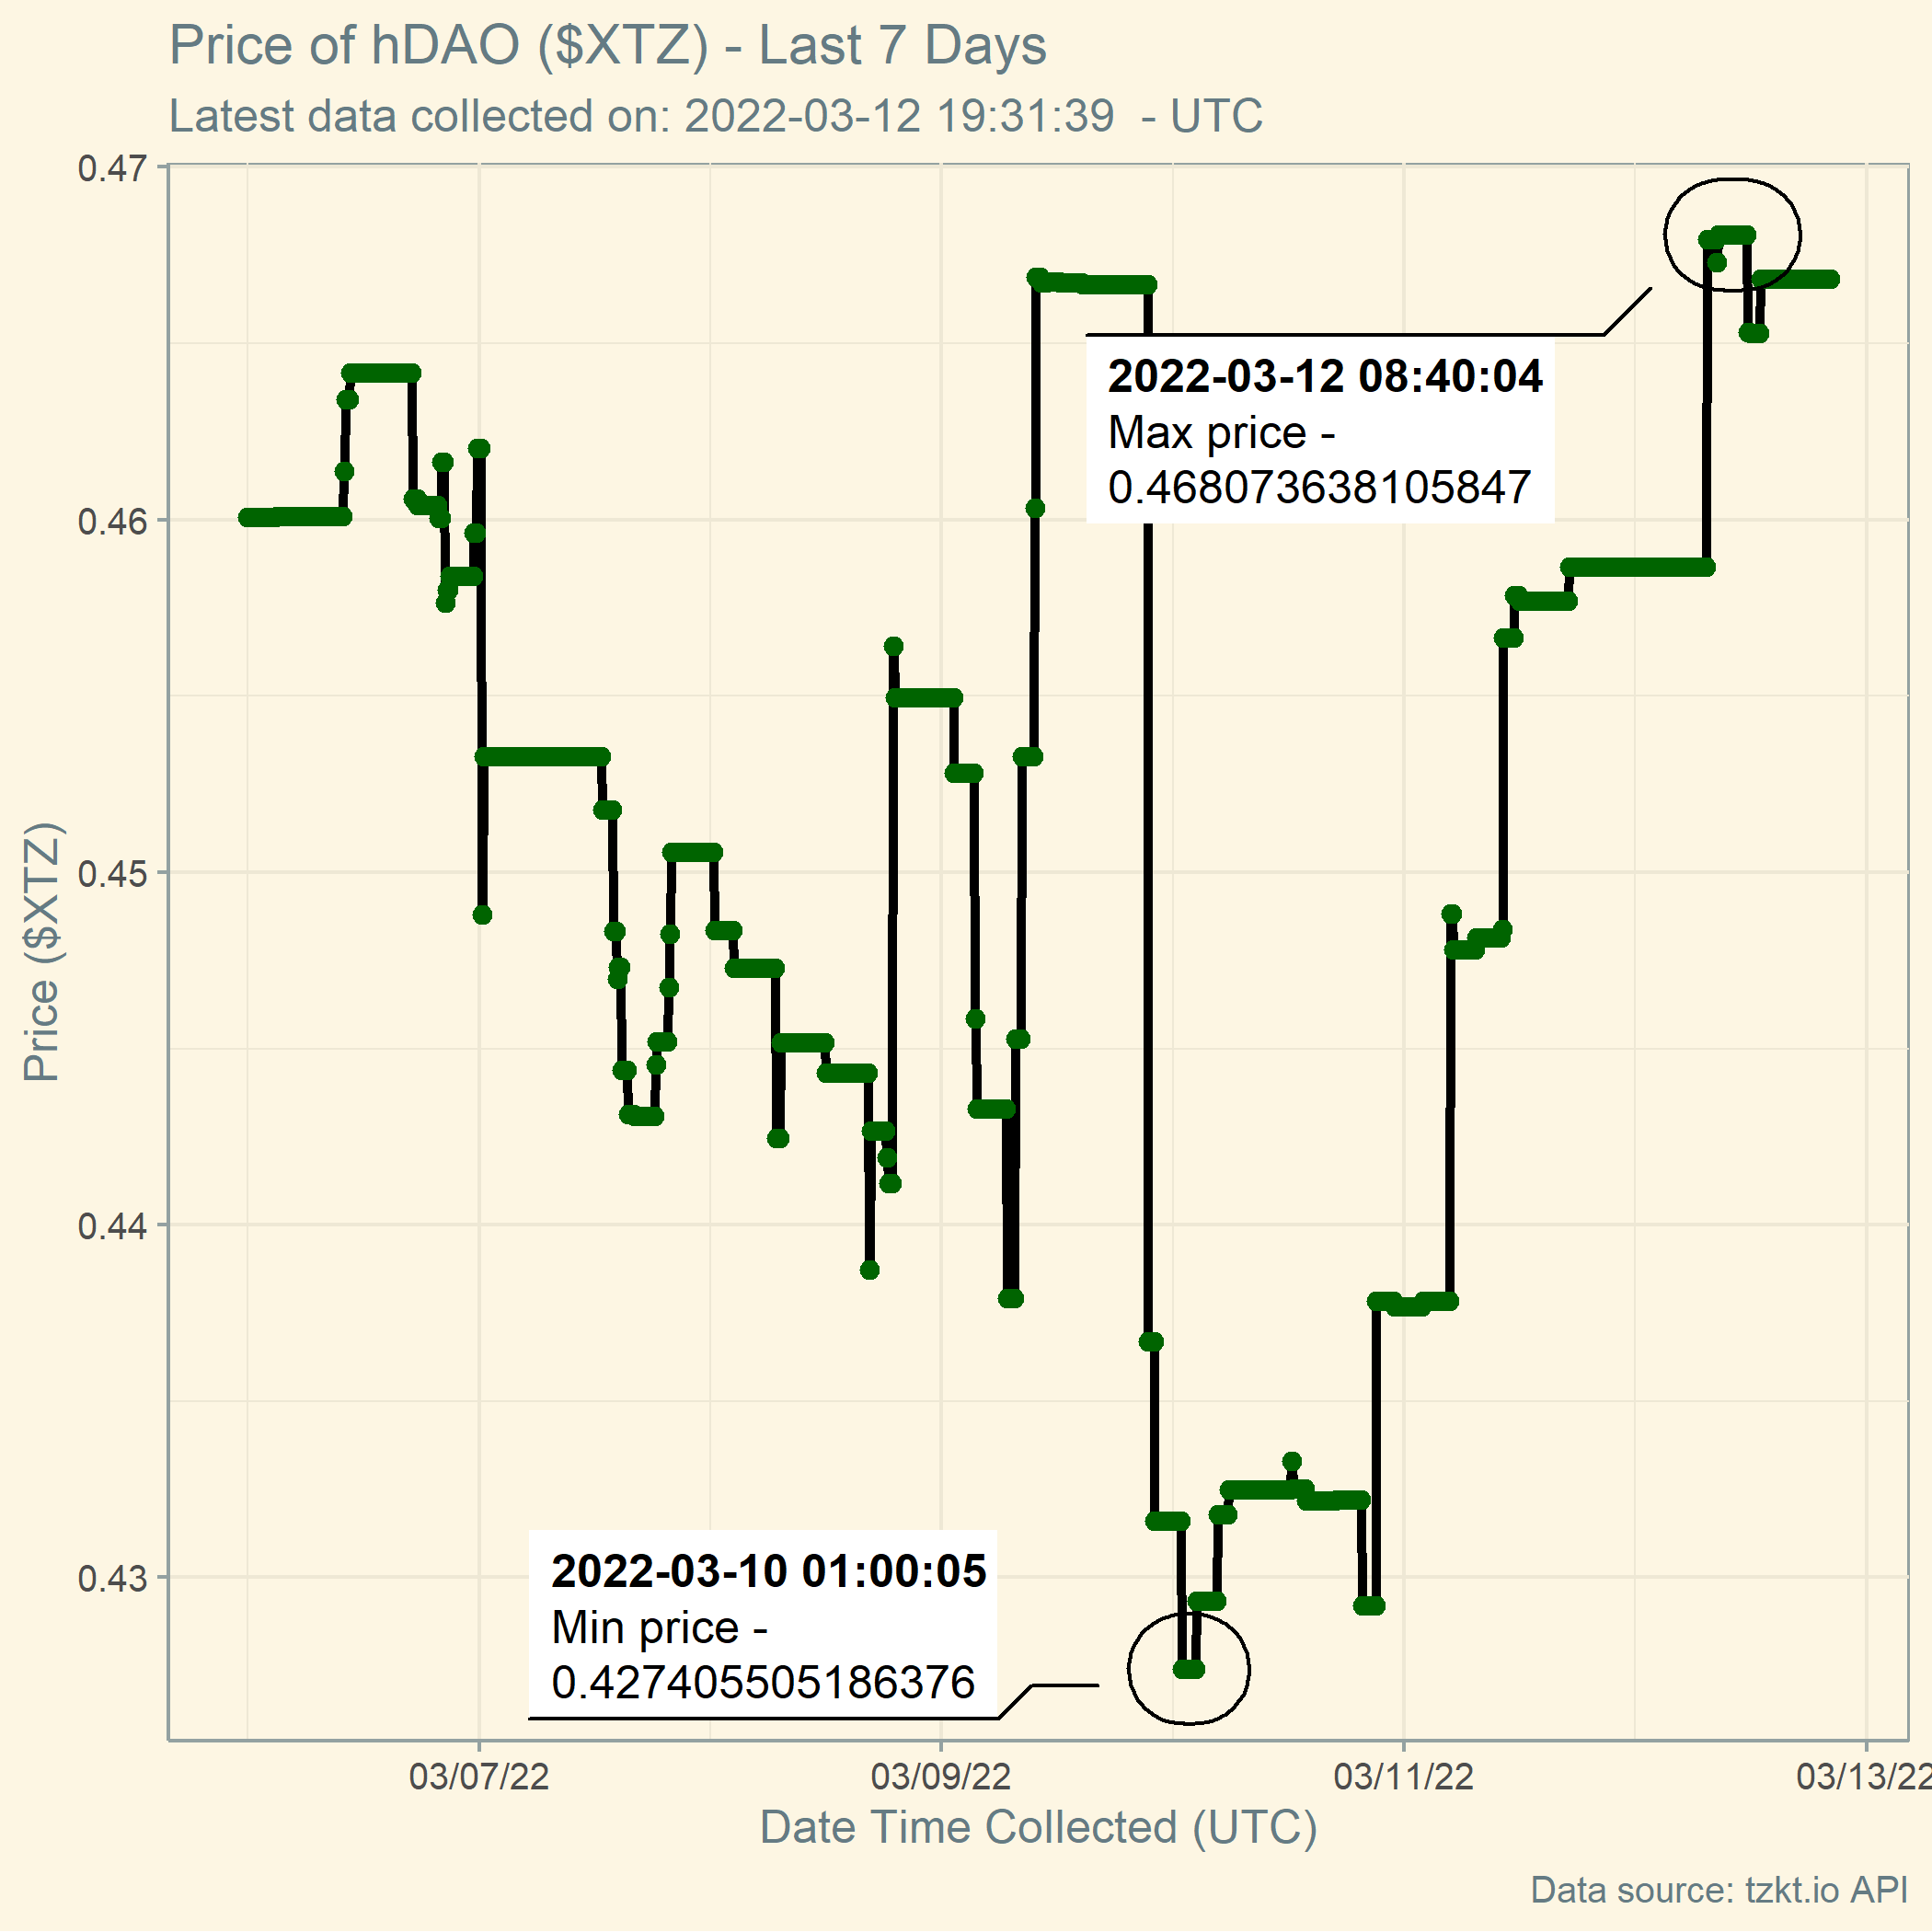 Price of hDAO ($XTZ) - Last 7 Days
Latest data collected on: 2022-03-12 19:31:39  - UTC
0.47
0.46
0.45
0.44
0.43
Price ($XTZ)
2022-03-12 08:40:04
Max price -
0.468073638105847
2022-03-10 01:00:05
Min price -
0.427405505186376
03/07/22
03/09/22
03/11/22
03/13/22
Date Time Collected (UTC)
Data source: tzkt.io API